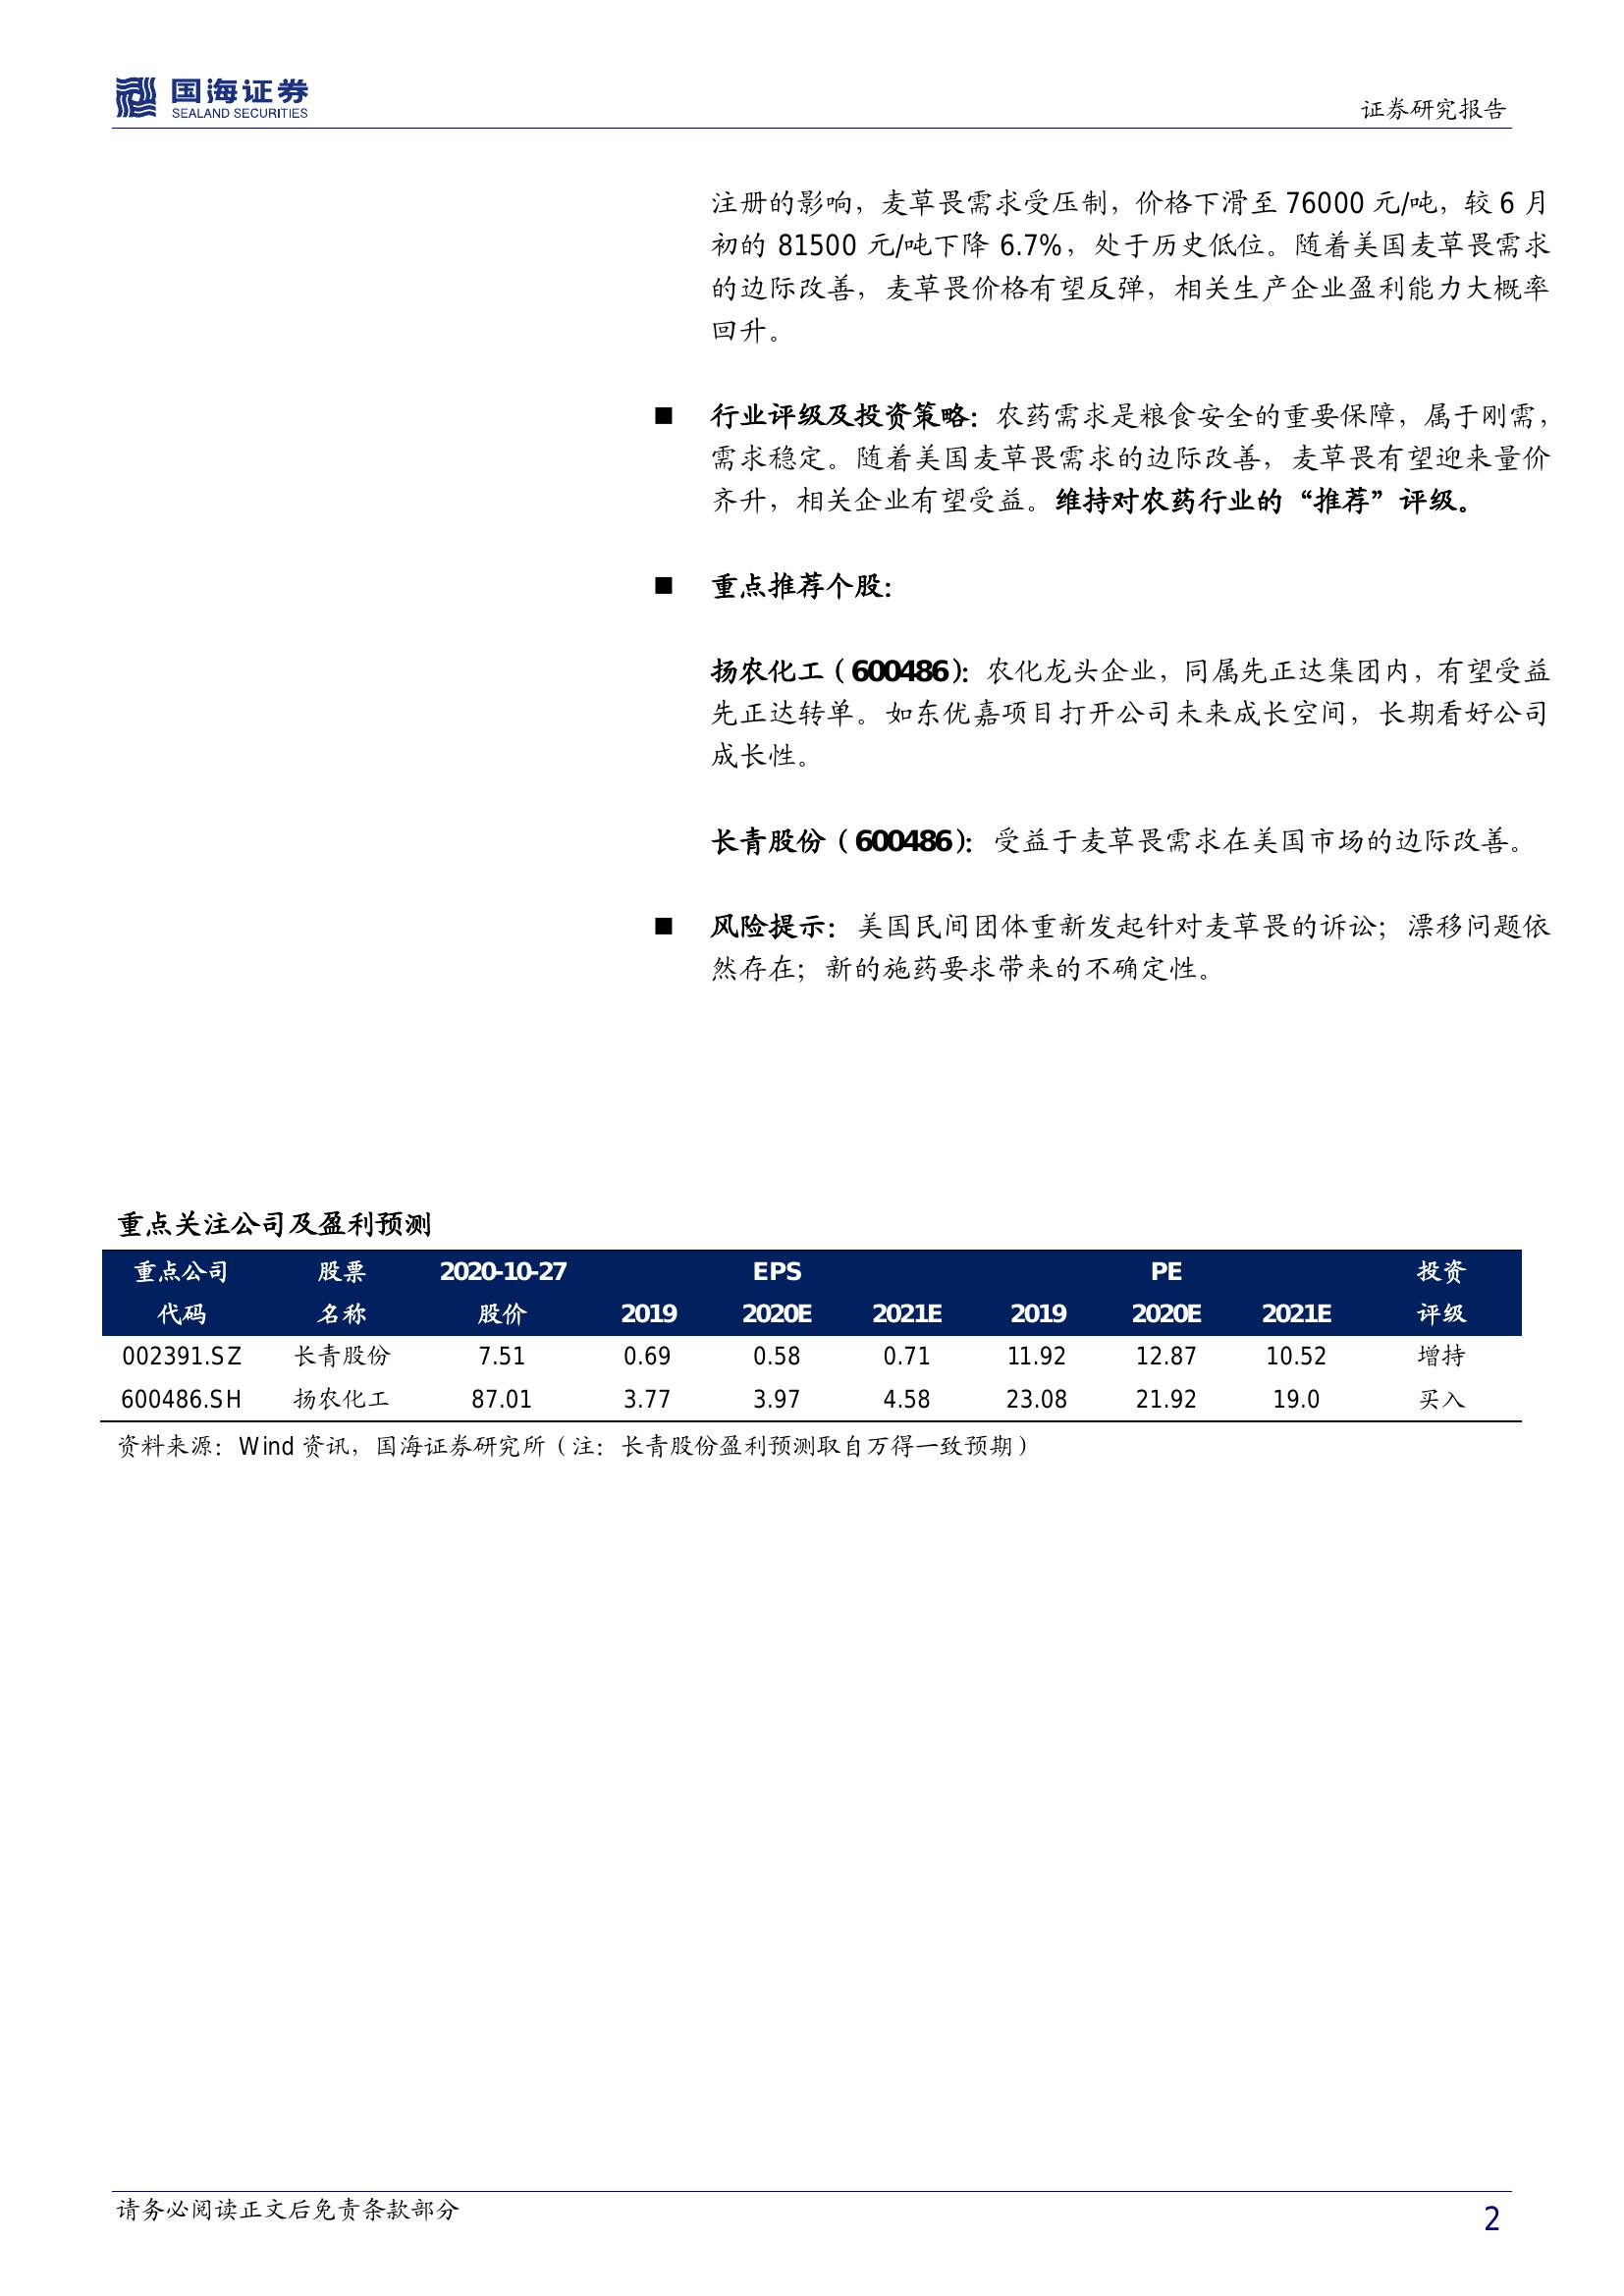 国海证券
SEALAND SECURITIES
证券研究报告
注册的影响，麦草畏需求受压制，价格下滑至 76000 元/吨，较 6 月
初的 81500 元/吨下降 6.7%，处于历史低位。随着美国麦草畏需求
的边际改善，麦草畏价格有望反弹，相关生产企业盈利能力大概率
回升。
■ 行业评级及投资策略：农药需求是粮食安全的重要保障，属于刚需，
需求稳定。随着美国麦草畏需求的边际改善，麦草畏有望迎来量价
齐升，相关企业有望受益。维持对农药行业的“推荐”评级。
■ 重点推荐个股：
扬农化工（600486）：农化龙头企业，同属先正达集团内，有望受益
先正达转单。如东优嘉项目打开公司未来成长空间，长期看好公司
成长性。
长青股份（600486）：受益于麦草畏需求在美国市场的边际改善。
■ 风险提示：美国民间团体重新发起针对麦草畏的诉讼；漂移问题依
然存在；新的施药要求带来的不确定性。
重点关注公司及盈利预测
重点公司 股票 2020-10-27 EPS PE 投资
代码 名称 股价 2019 2020E 2021E 2019 2020E 2021E 评级
002391.SZ 长青股份 7.51 0.69 0.58 0.71 11.92 12.87 10.52 增持
600486.SH 扬农化工 87.01 3.77 3.97 4.58 23.08 21.92 19.0 买入
资料来源：Wind 资讯，国海证券研究所（注：长青股份盈利预测取自万得一致预期）
请务必阅读正文后免责条款部分
2